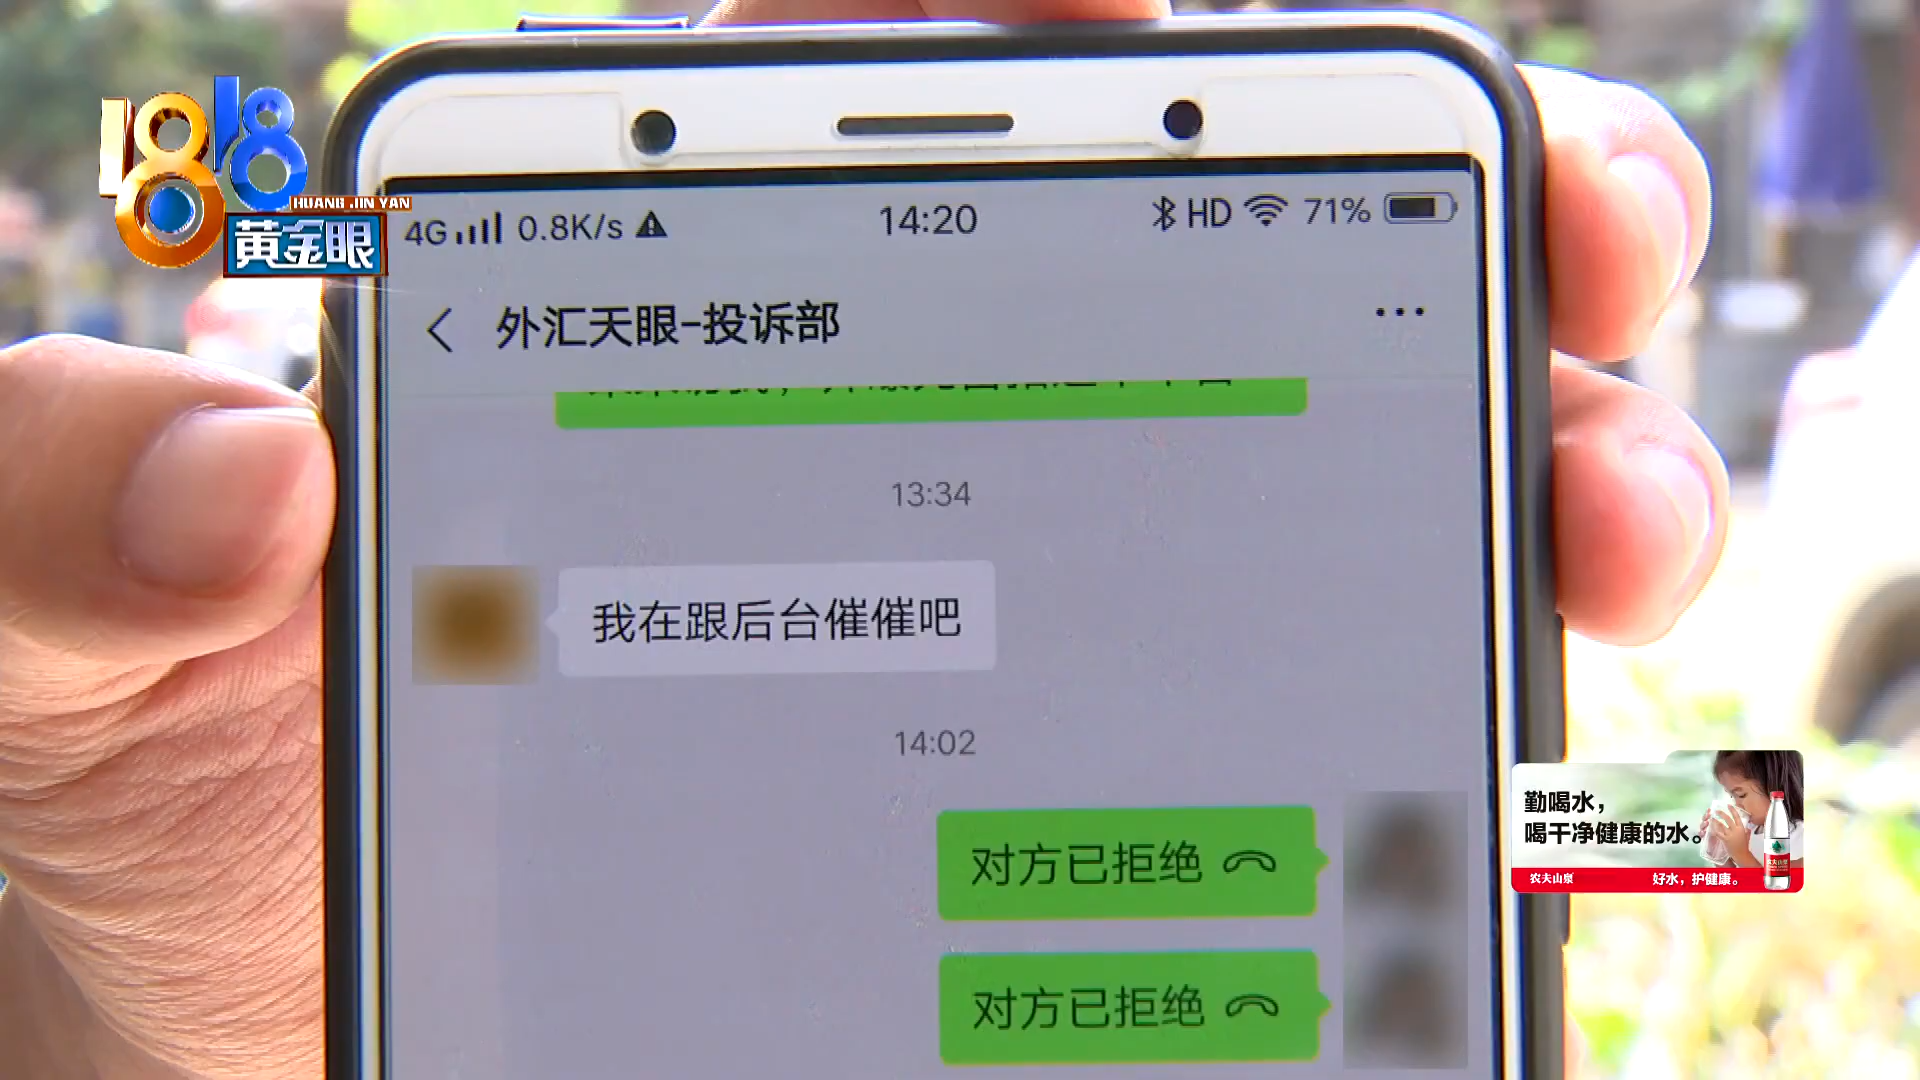 1818
HUANG JIN YAN
黄金眼
4G 0.8K/s 14:20 HD 71%
外汇天眼-投诉部
13:34
我在跟后台催催吧
14:02
对方已拒绝
对方已拒绝
勤喝水，
喝干净健康的水。
农夫山泉 好水，护健康。